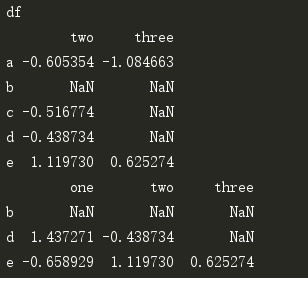 df
two three
a -0.605354 -1.084663
b NaN NaN
c -0.516774 NaN
d -0.438734 NaN
e 1.119730 0.625274
one two three
b NaN NaN NaN
d 1.437271 -0.438734 NaN
e -0.658929 1.119730 0.625274